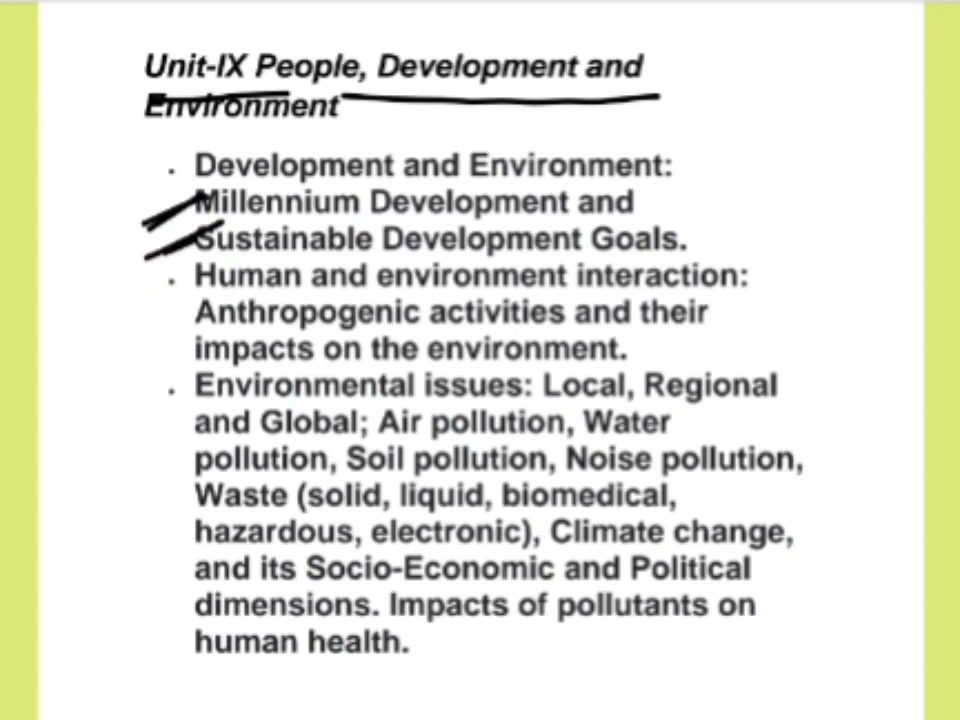 Unit-IX People, Development and
Environment
. Development and Environment:
Millennium Development and
Sustainable Development Goals.
. Human and environment interaction:
Anthropogenic activities and their
impacts on the environment.
. Environmental issues: Local, Regional
and Global; Air pollution, Water
pollution, Soil pollution, Noise pollution,
Waste (solid, liquid, biomedical,
hazardous, electronic), Climate change,
and its Socio-Economic and Political
dimensions. Impacts of pollutants on
human health.